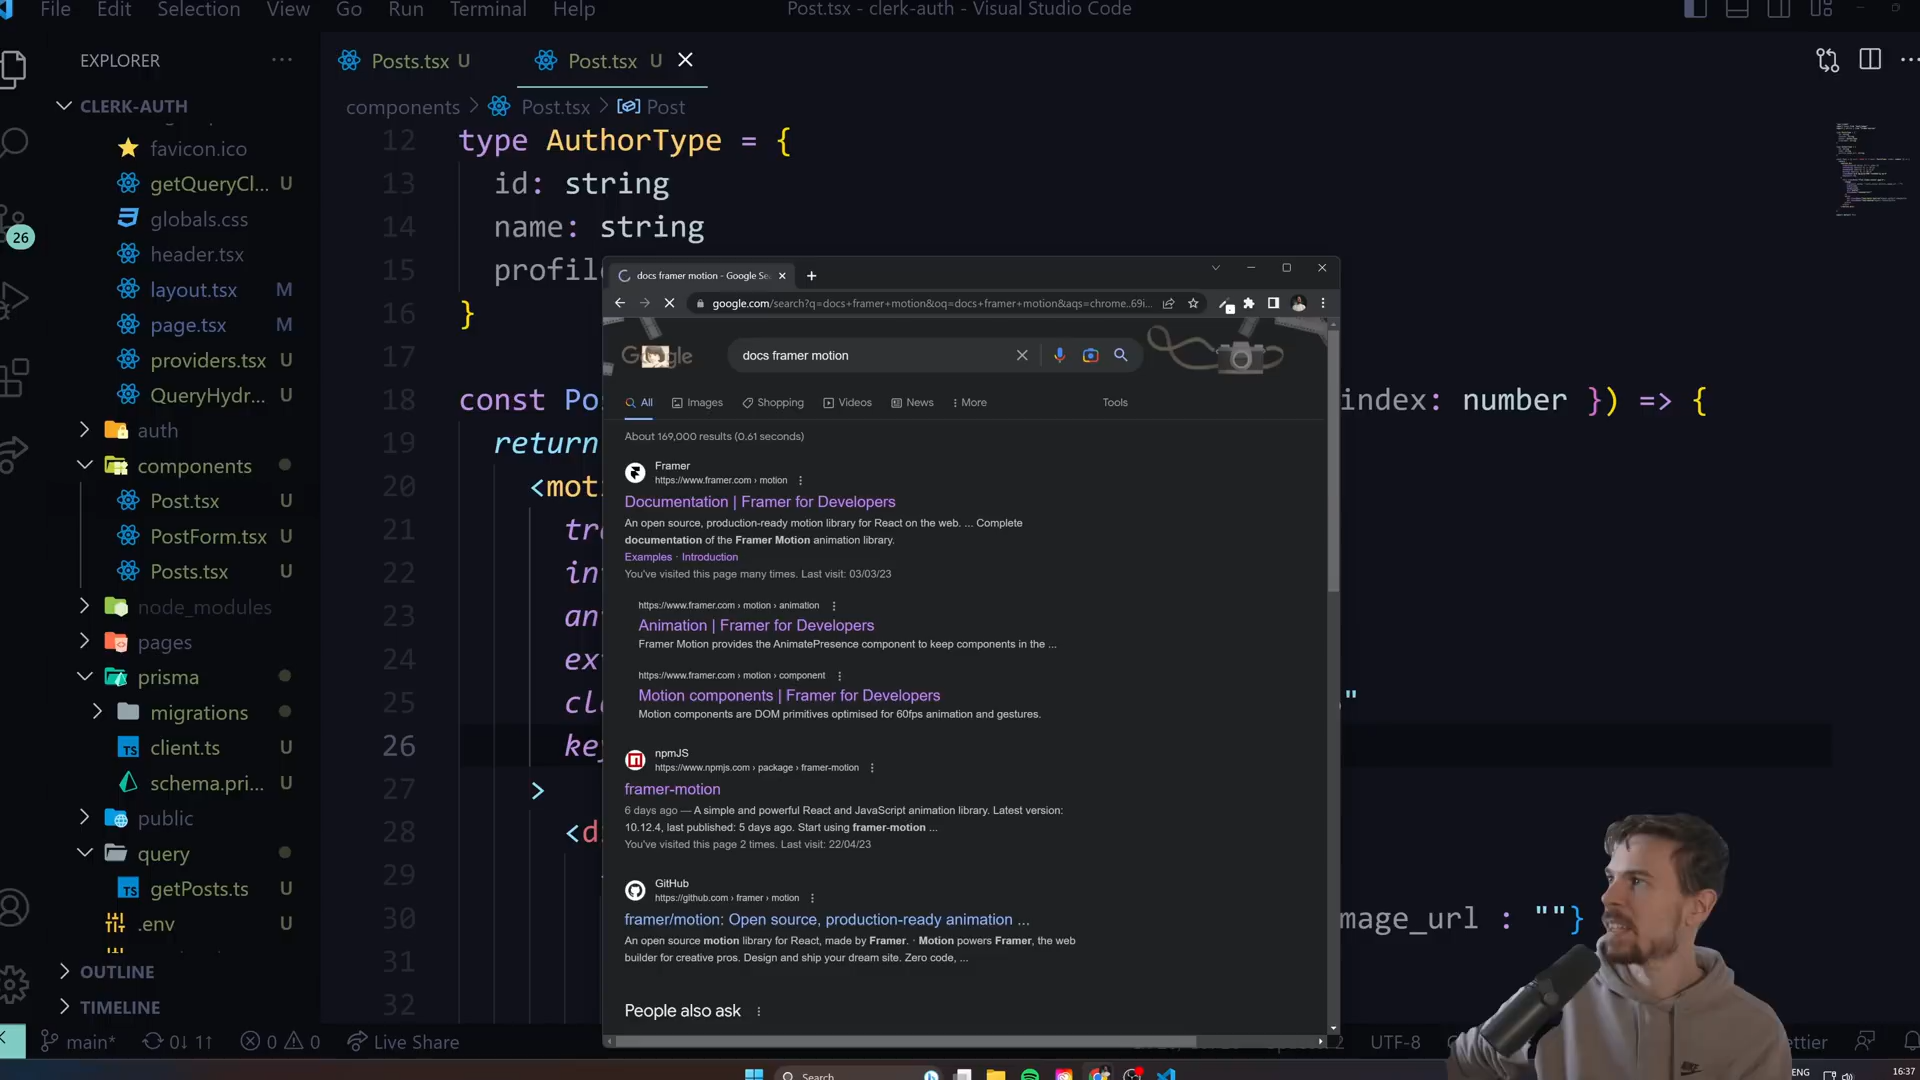 File Edit Selection View Go Run Terminal Help
Post.tsx - clerk-auth - Visual Studio Code
EXPLORER
Posts.tsx U
Post.tsx U
CLERK-AUTH
components > Post.tsx > Post
favicon.ico
getQueryCl... U
globals.css
header.tsx
layout.tsx M
page.tsx M
providers.tsx U
QueryHydr... U
auth
components
Post.tsx U
PostForm.tsx U
Posts.tsx U
node_modules
pages
prisma
migrations
client.ts U
schema.pri... U
public
query
getPosts.ts U
.env U
OUTLINE
TIMELINE
26
12 type AuthorType = {
13 id: string
14 name: string
15 profil
16 }
17
18 const Po index: number }) => {
19 return
20 <mot
21 tr
22 in
23 an
24 ex
25 cl "
26 ke
27 >
28 <d
29
30 mage_url : ""}
31
32
docs framer motion - Google Se
google.com/search?q=docs+framer+motion&oq=docs+framer+motion&aqs=chrome..69i...
docs framer motion
All Images Shopping Videos News More Tools
About 169,000 results (0.61 seconds)
Framer
https://www.framer.com › motion
Documentation | Framer for Developers
An open source, production-ready motion library for React on the web. ... Complete
documentation of the Framer Motion animation library.
Examples · Introduction
You've visited this page many times. Last visit: 03/03/23
https://www.framer.com › motion › animation
Animation | Framer for Developers
Framer Motion provides the AnimatePresence component to keep components in the ...
https://www.framer.com › motion › component
Motion components | Framer for Developers
Motion components are DOM primitives optimised for 60fps animation and gestures.
npmJS
https://www.npmjs.com › package › framer-motion
framer-motion
6 days ago — A simple and powerful React and JavaScript animation library. Latest version:
10.12.4, last published: 5 days ago. Start using framer-motion ...
You've visited this page 2 times. Last visit: 22/04/23
GitHub
https://github.com › framer › motion
framer/motion: Open source, production-ready animation ...
An open source motion library for React, made by Framer. · Motion powers Framer, the web
builder for creative pros. Design and ship your dream site. Zero code, ...
People also ask
main* 0↓ 1↑ 0 0 Live Share
UTF-8
Search
ENG
16:37